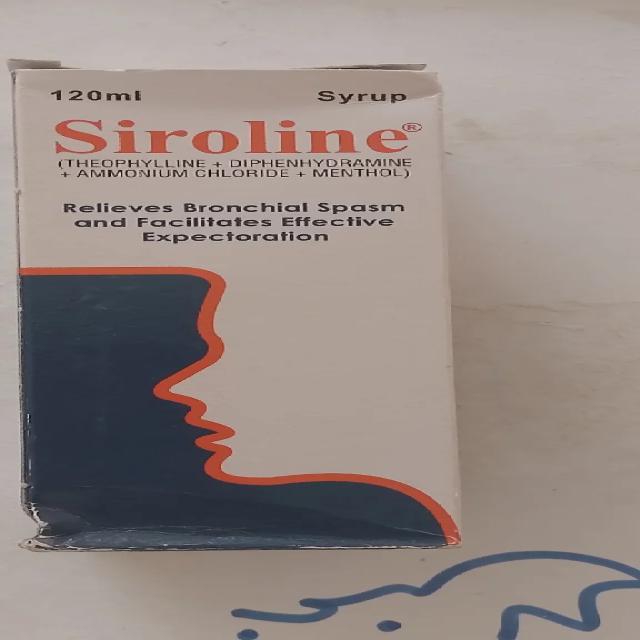 120ml Syrup
Siroline®
(THEOPHYLLINE + DIPHENHYDRAMINE
+ AMMONIUM CHLORIDE + MENTHOL)
Relieves Bronchial Spasm
and Facilitates Effective
Expectoration